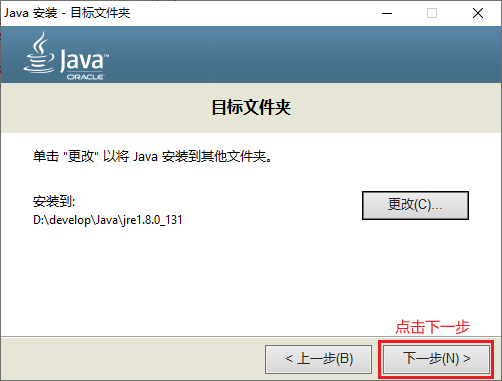 Java 安装 - 目标文件夹
Java
ORACLE
目标文件夹
单击 "更改" 以将 Java 安装到其他文件夹。
安装到:
D:\develop\Java\jre1.8.0_131
更改(C)...
点击下一步
< 上一步(B)
下一步(N) >